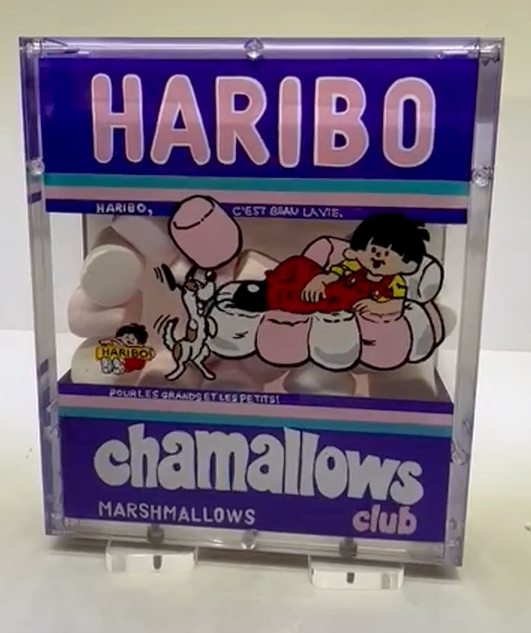 HARIBO
HARIBO, C'EST BEAU LA VIE.
HARIBO
POUR LES GRANDS ET LES PETITS!
chamallows
MARSHMALLOWS
club